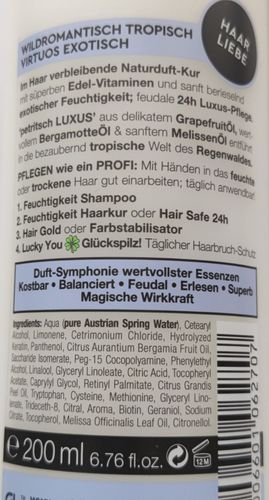 WILDROMANTISCH TROPISCH
VIRTUOS EXOTISCH
HAAR
LIEBE
Im Haar verbleibende Naturduft-Kur
mit süperben Edel-Vitaminen und sanft berieselnd
exotischer Feuchtigkeit; feudale 24h Luxus-Pflege.
'petritsch LUXUS' aus delikatem GrapefruitÖl, wert-
vollem BergamotteÖl & sanftem MelissenÖl entführt
in die bezaubernd tropische Welt des Regenwaldes.
PFLEGEN wie ein PROFI: Mit Händen in das feuchte
oder trockene Haar gut einarbeiten; täglich anwendbar!
1. Feuchtigkeit Shampoo
2. Feuchtigkeit Haarkur oder Hair Safe 24h
3. Hair Gold oder Farbstabilisator
4. Lucky You 🍀 Glückspilz! Täglicher Haarbruch-Schutz
Duft-Symphonie wertvollster Essenzen
Kostbar • Balanciert • Feudal • Erlesen • Superb
Magische Wirkkraft
Ingredients: Aqua (pure Austrian Spring Water), Cetearyl
Alcohol, Limonene, Cetrimonium Chloride, Hydrolyzed
Keratin, Panthenol, Citrus Aurantium Bergamia Fruit Oil,
Saccharide Isomerate, Peg-15 Cocopolyamine, Phenylethyl
Alcohol, Linalool, Glyceryl Linoleate, Citric Acid, Tocopheryl
Acetate, Caprylyl Glycol, Retinyl Palmitate, Citrus Grandis
Peel Oil, Tryptophan, Cysteine, Methionine, Glyceryl Lino-
lenate, Trideceth-8, Citral, Aroma, Biotin, Geraniol, Sodium
Citrate, Tocopherol, Melissa Officinalis Leaf Oil, Citronellol.
e 200 ml 6.76 fl.oz.
12M